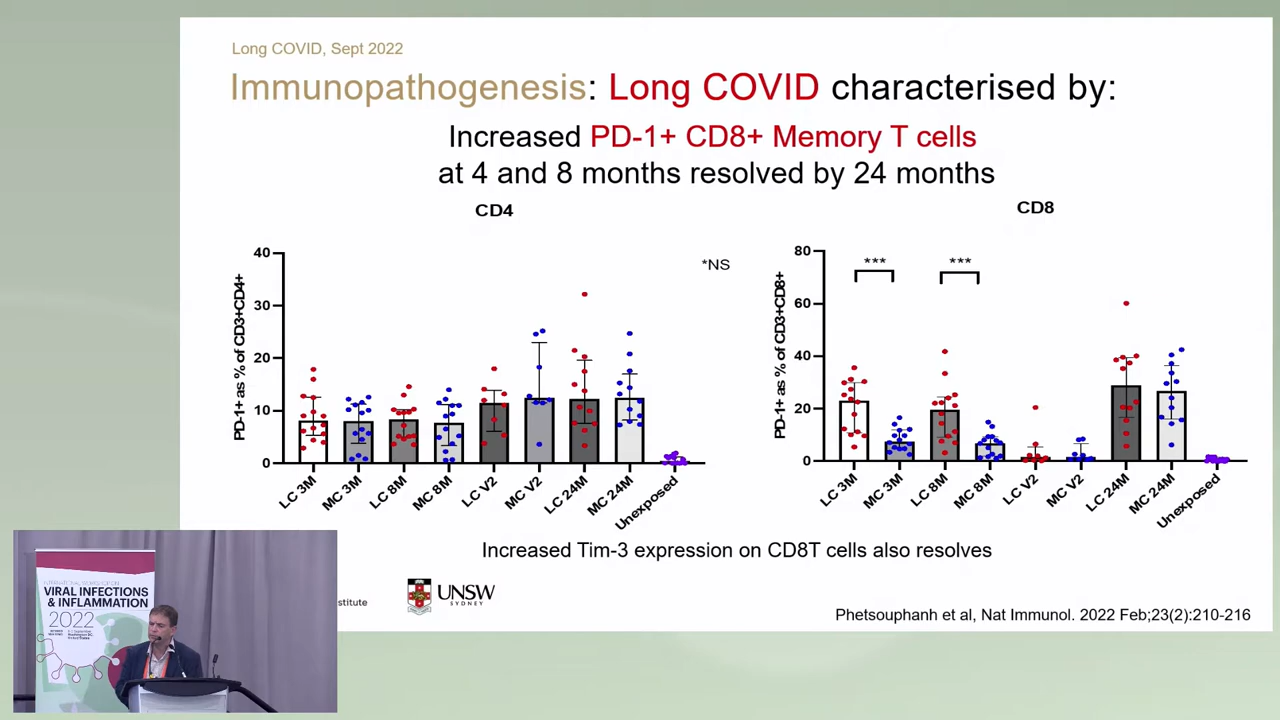 Long COVID, Sept 2022
Immunopathogenesis: Long COVID characterised by:
Increased PD-1+ CD8+ Memory T cells
at 4 and 8 months resolved by 24 months
CD4
PD-1+ as % of CD3+CD4+
40
30
20
10
0
*NS
LC 3M
MC 3M
LC 8M
MC 8M
LC V2
MC V2
LC 24M
MC 24M
Unexposed
CD8
PD-1+ as % of CD3+CD8+
80
60
40
20
0
***
***
LC 3M
MC 3M
LC 8M
MC 8M
LC V2
MC V2
LC 24M
MC 24M
Unexposed
Increased Tim-3 expression on CD8T cells also resolves
stitute
UNSW
SYDNEY
Phetsouphanh et al, Nat Immunol. 2022 Feb;23(2):210-216
INTERNATIONAL WORKSHOP ON
VIRAL INFECTIONS
& INFLAMMATION
2022